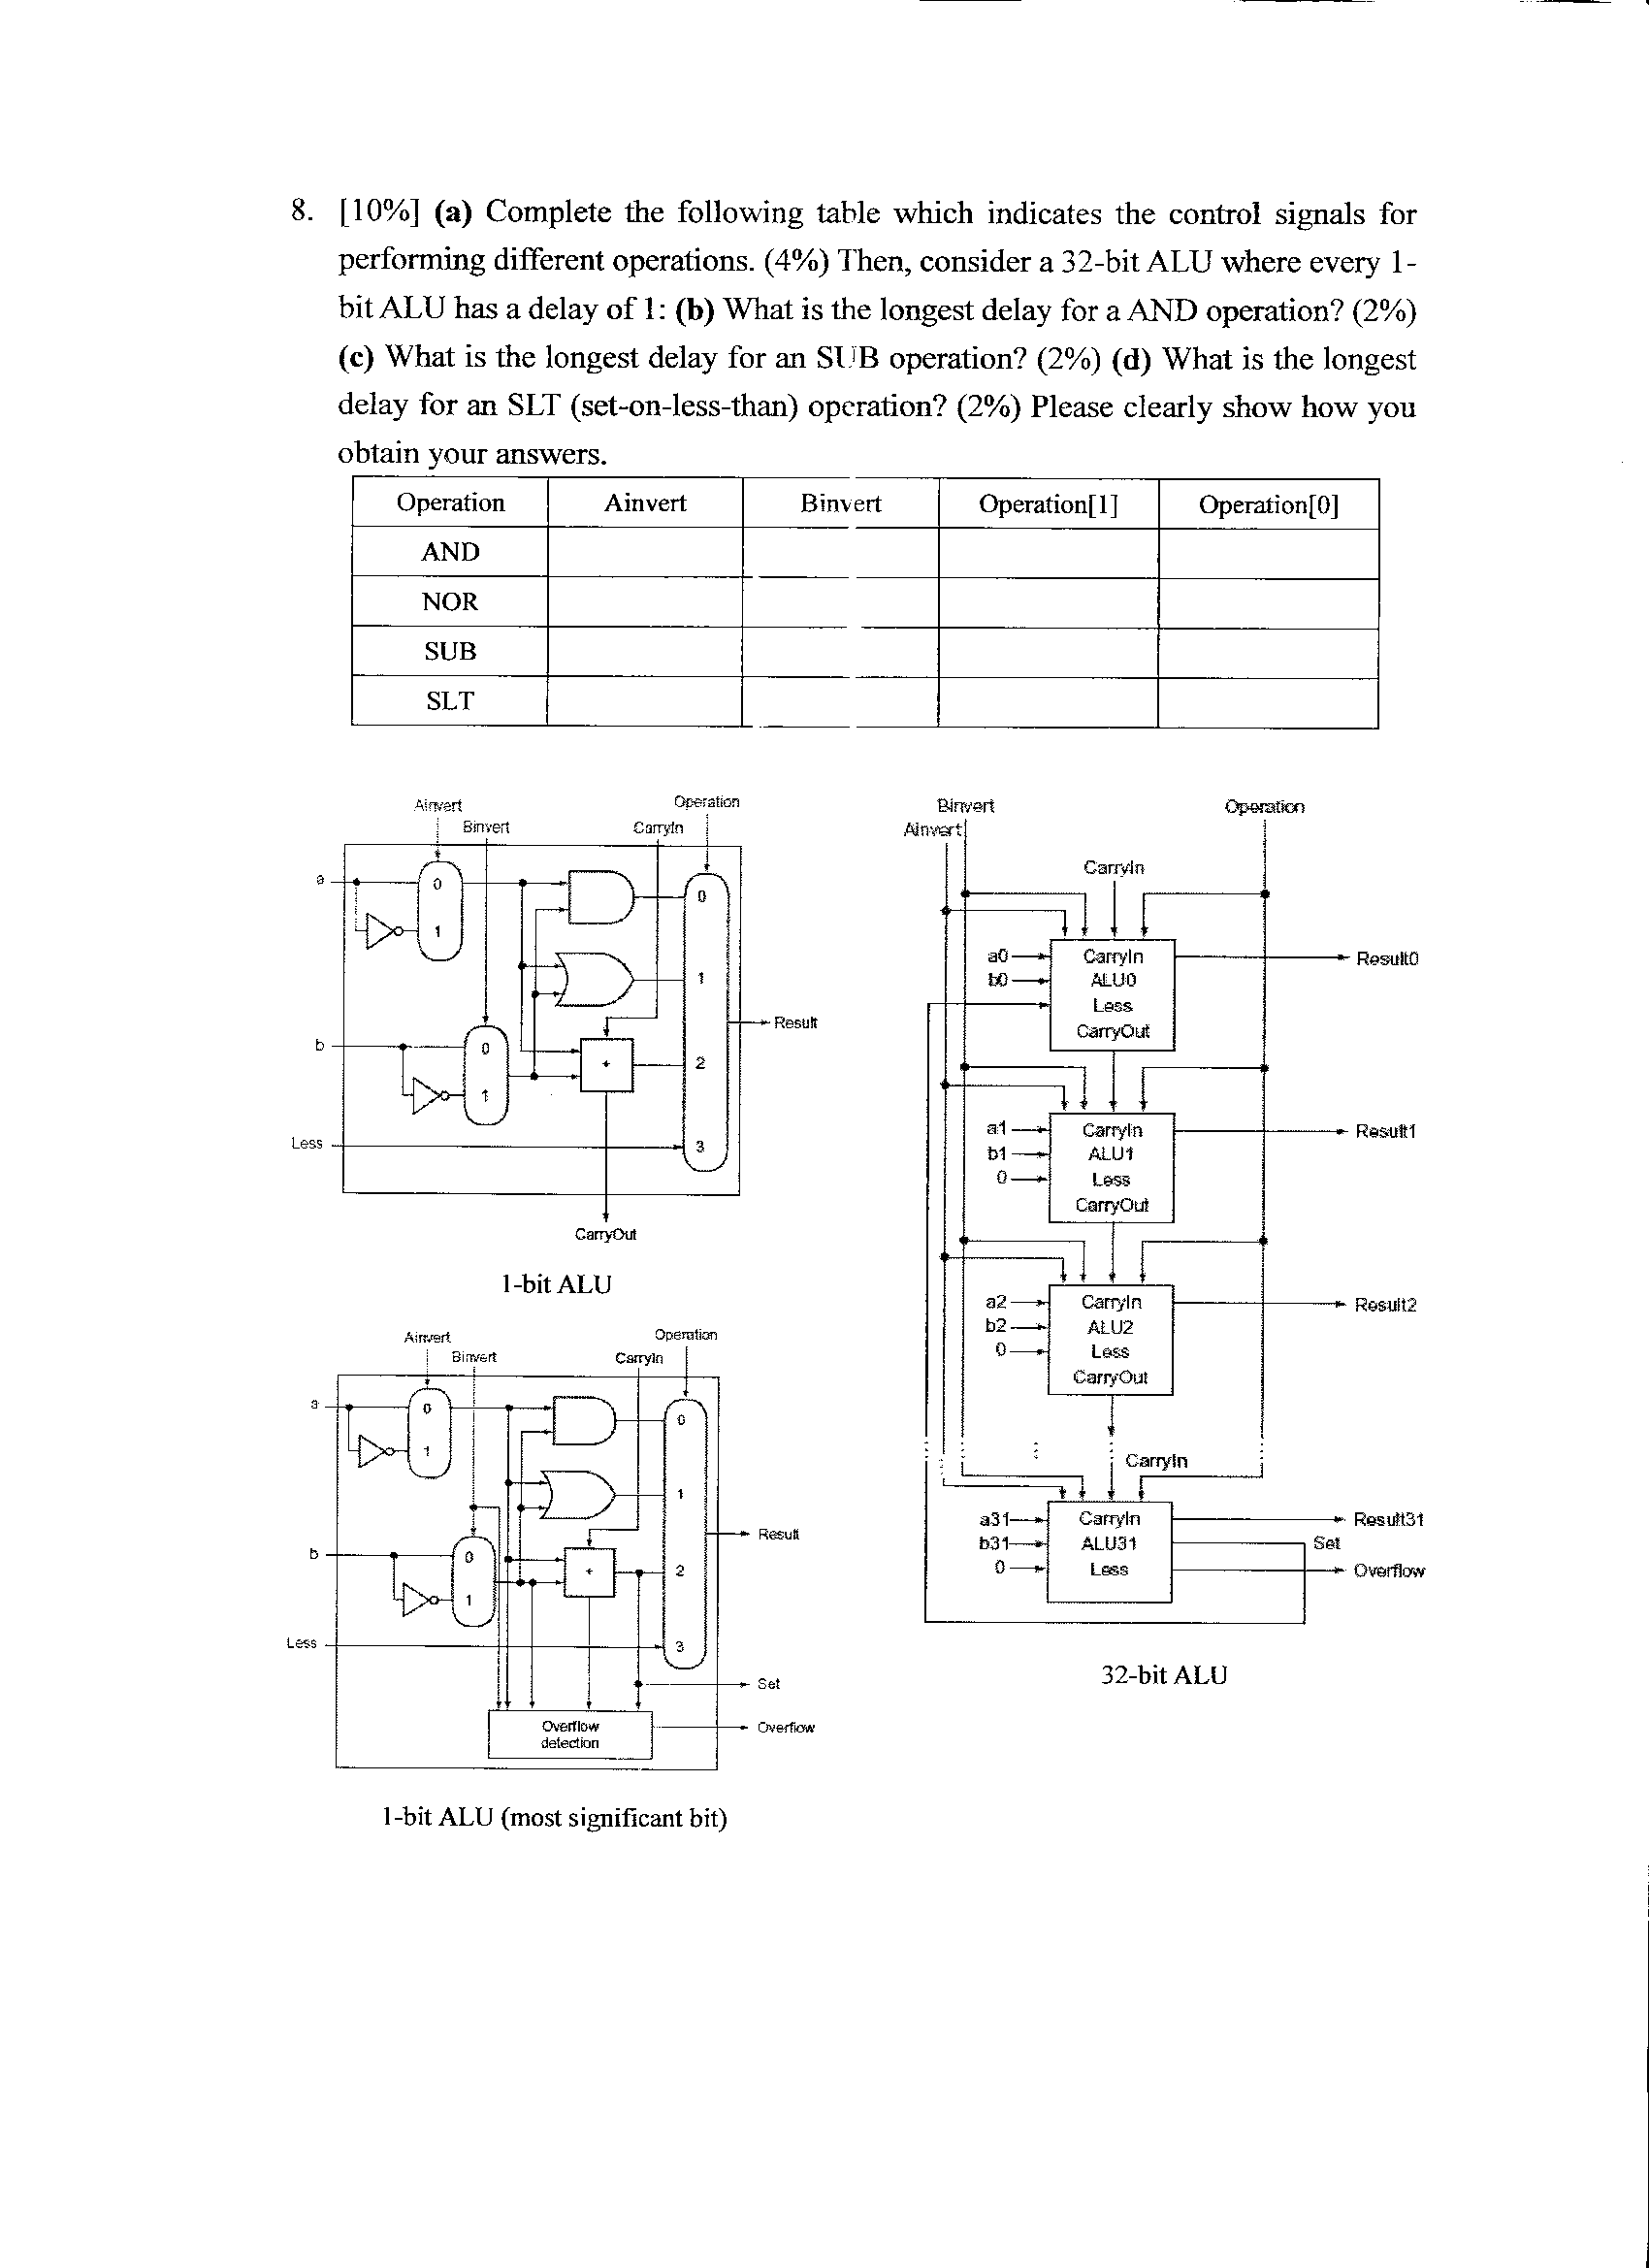 8. [10%] (a) Complete the following table which indicates the control signals for
performing different operations. (4%) Then, consider a 32-bit ALU where every 1-
bit ALU has a delay of 1: (b) What is the longest delay for a AND operation? (2%)
(c) What is the longest delay for an SUB operation? (2%) (d) What is the longest
delay for an SLT (set-on-less-than) operation? (2%) Please clearly show how you
obtain your answers.
Operation Ainvert Binvert Operation[1] Operation[0]
AND
NOR
SUB
SLT
Ainvert
Binvert
CarryIn
Operation
a
0
1
b
0
1
Less
+
0
1
2
3
Result
CarryOut
1-bit ALU
Ainvert
Binvert
CarryIn
Operation
a
0
1
b
0
1
Less
+
0
1
2
3
Result
Set
Overflow
detection
Overflow
1-bit ALU (most significant bit)
Binvert
Ainvert
Operation
CarryIn
a0
b0
CarryIn
ALU0
Less
CarryOut
Result0
a1
b1
0
CarryIn
ALU1
Less
CarryOut
Result1
a2
b2
0
CarryIn
ALU2
Less
CarryOut
Result2
CarryIn
a31
b31
0
CarryIn
ALU31
Less
Result31
Set
Overflow
32-bit ALU